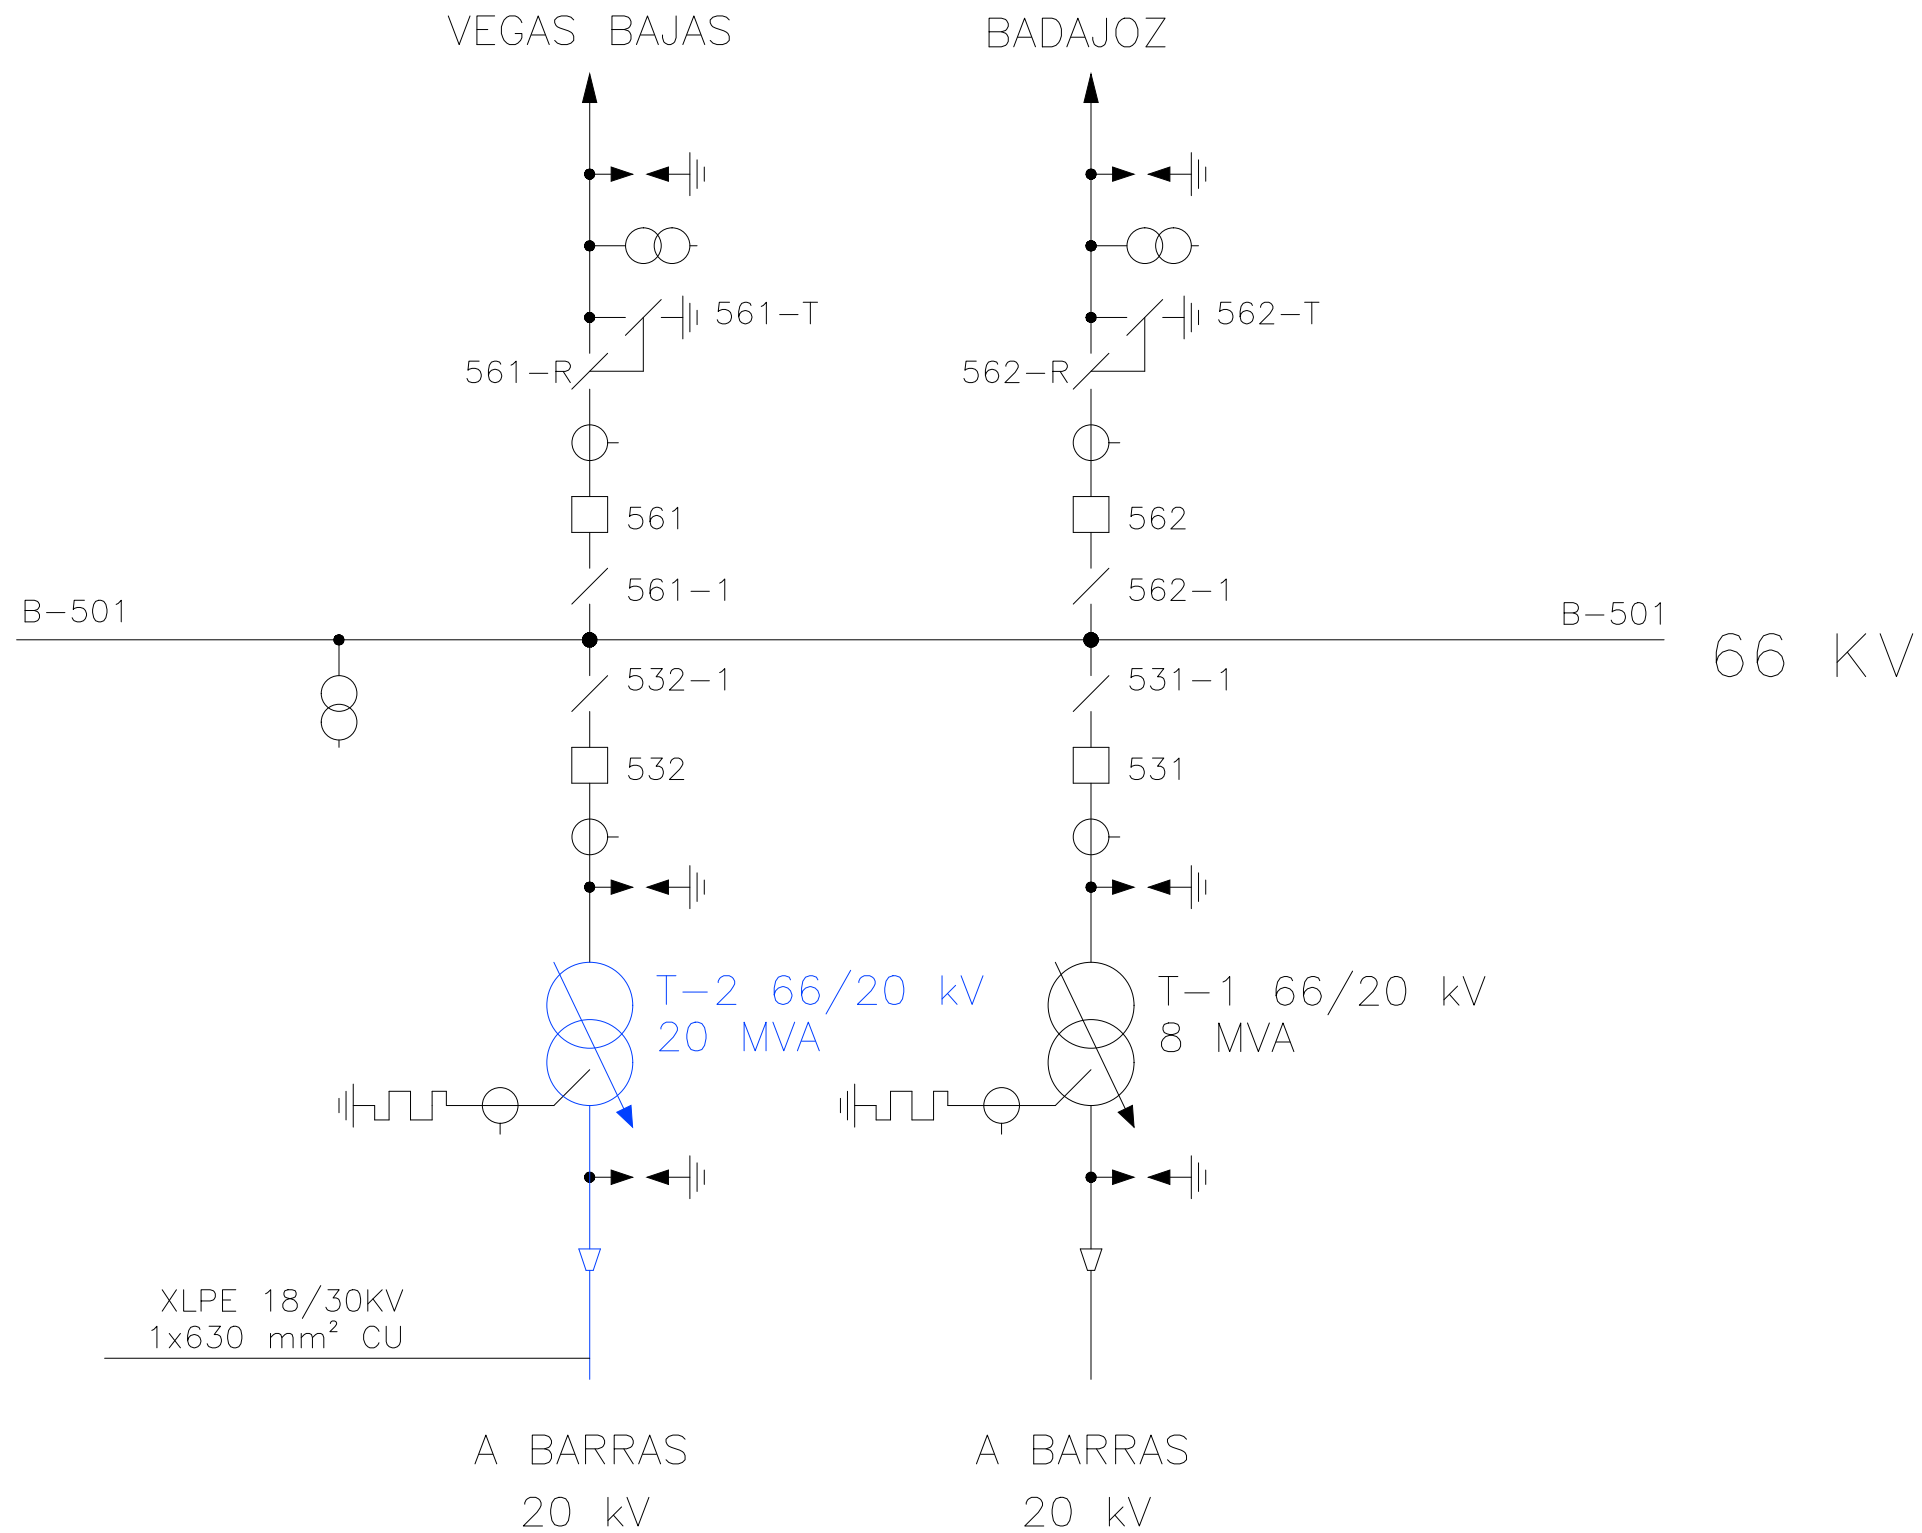 VEGAS BAJAS
BADAJOZ
561-T
562-T
561-R
562-R
561
562
561-1
562-1
B-501
B-501
66 KV
532-1
531-1
532
531
T-2 66/20 kV
20 MVA
T-1 66/20 kV
8 MVA
XLPE 18/30KV
1x630 mm² CU
A BARRAS
20 kV
A BARRAS
20 kV